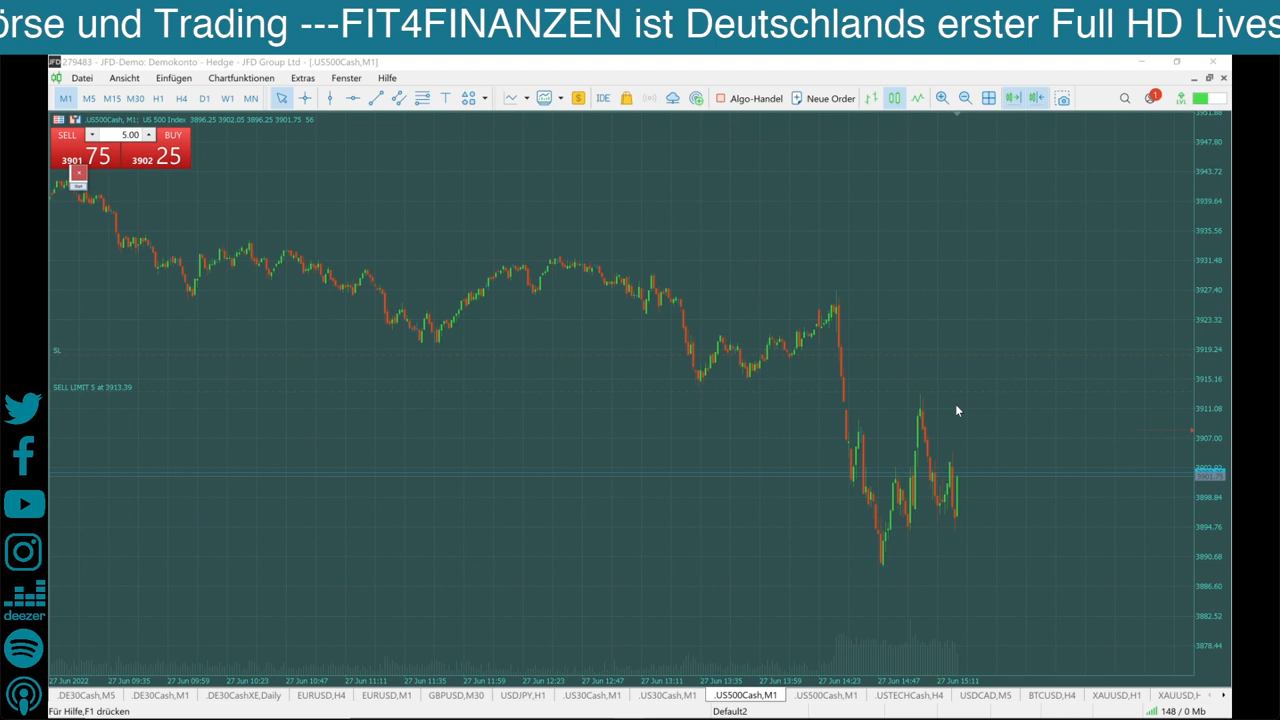 örse und Trading ---FIT4FINANZEN ist Deutschlands erster Full HD Lives
JFD 279483 - JFD-Demo: Demokonto - Hedge - JFD Group Ltd - [.US500Cash,M1]
Datei Ansicht Einfügen Chartfunktionen Extras Fenster Hilfe
M1 M5 M15 M30 H1 H4 D1 W1 MN T IDE Algo-Handel Neue Order 1 LVL
.US500Cash, M1: US 500 Index 3896.25 3902.05 3896.25 3901.75 56
SELL 5.00 BUY
3901 75 3902 25
3951.88
3947.80
3943.72
3939.64
3935.56
3931.48
3927.40
3923.32
3919.24
3915.16
3911.08
3907.00
3901.75
3898.84
3894.76
3890.68
3886.60
3882.52
3878.44
SL
SELL LIMIT 5 at 3913.39
deezer
27 Jun 2022 27 Jun 09:35 27 Jun 09:59 27 Jun 10:23 27 Jun 10:47 27 Jun 11:11 27 Jun 11:35 27 Jun 11:59 27 Jun 12:23 27 Jun 12:47 27 Jun 13:11 27 Jun 13:35 27 Jun 13:59 27 Jun 14:23 27 Jun 14:47 27 Jun 15:11
.DE30Cash,M5 .DE30Cash,M1 .DE30CashXE,Daily EURUSD,H4 EURUSD,M1 GBPUSD,M30 USDJPY,H1 .US30Cash,M1 .US30Cash,M1 .US500Cash,M1 .US500Cash,M1 .USTECHCash,H4 USDCAD,M5 BTCUSD,H4 XAUUSD,H1 XAUUSD,H
Für Hilfe,F1 drücken Default2 148 / 0 Mb